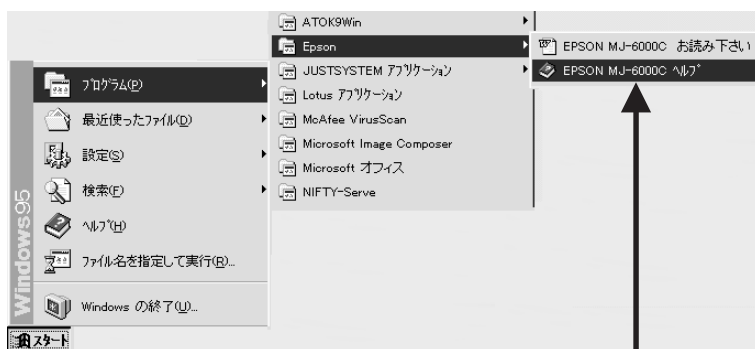 ATOK9Win
Epson
JUSTSYSTEM アプリケーション
Lotus アプリケーション
McAfee VirusScan
Microsoft Image Composer
Microsoft オフィス
NIFTY-Serve
EPSON MJ-6000C お読み下さい
EPSON MJ-6000C ヘルプ
プログラム(P)
最近使ったファイル(D)
設定(S)
検索(F)
ヘルプ(H)
ファイル名を指定して実行(R)...
Windows の終了(U)...
Windows95
スタート